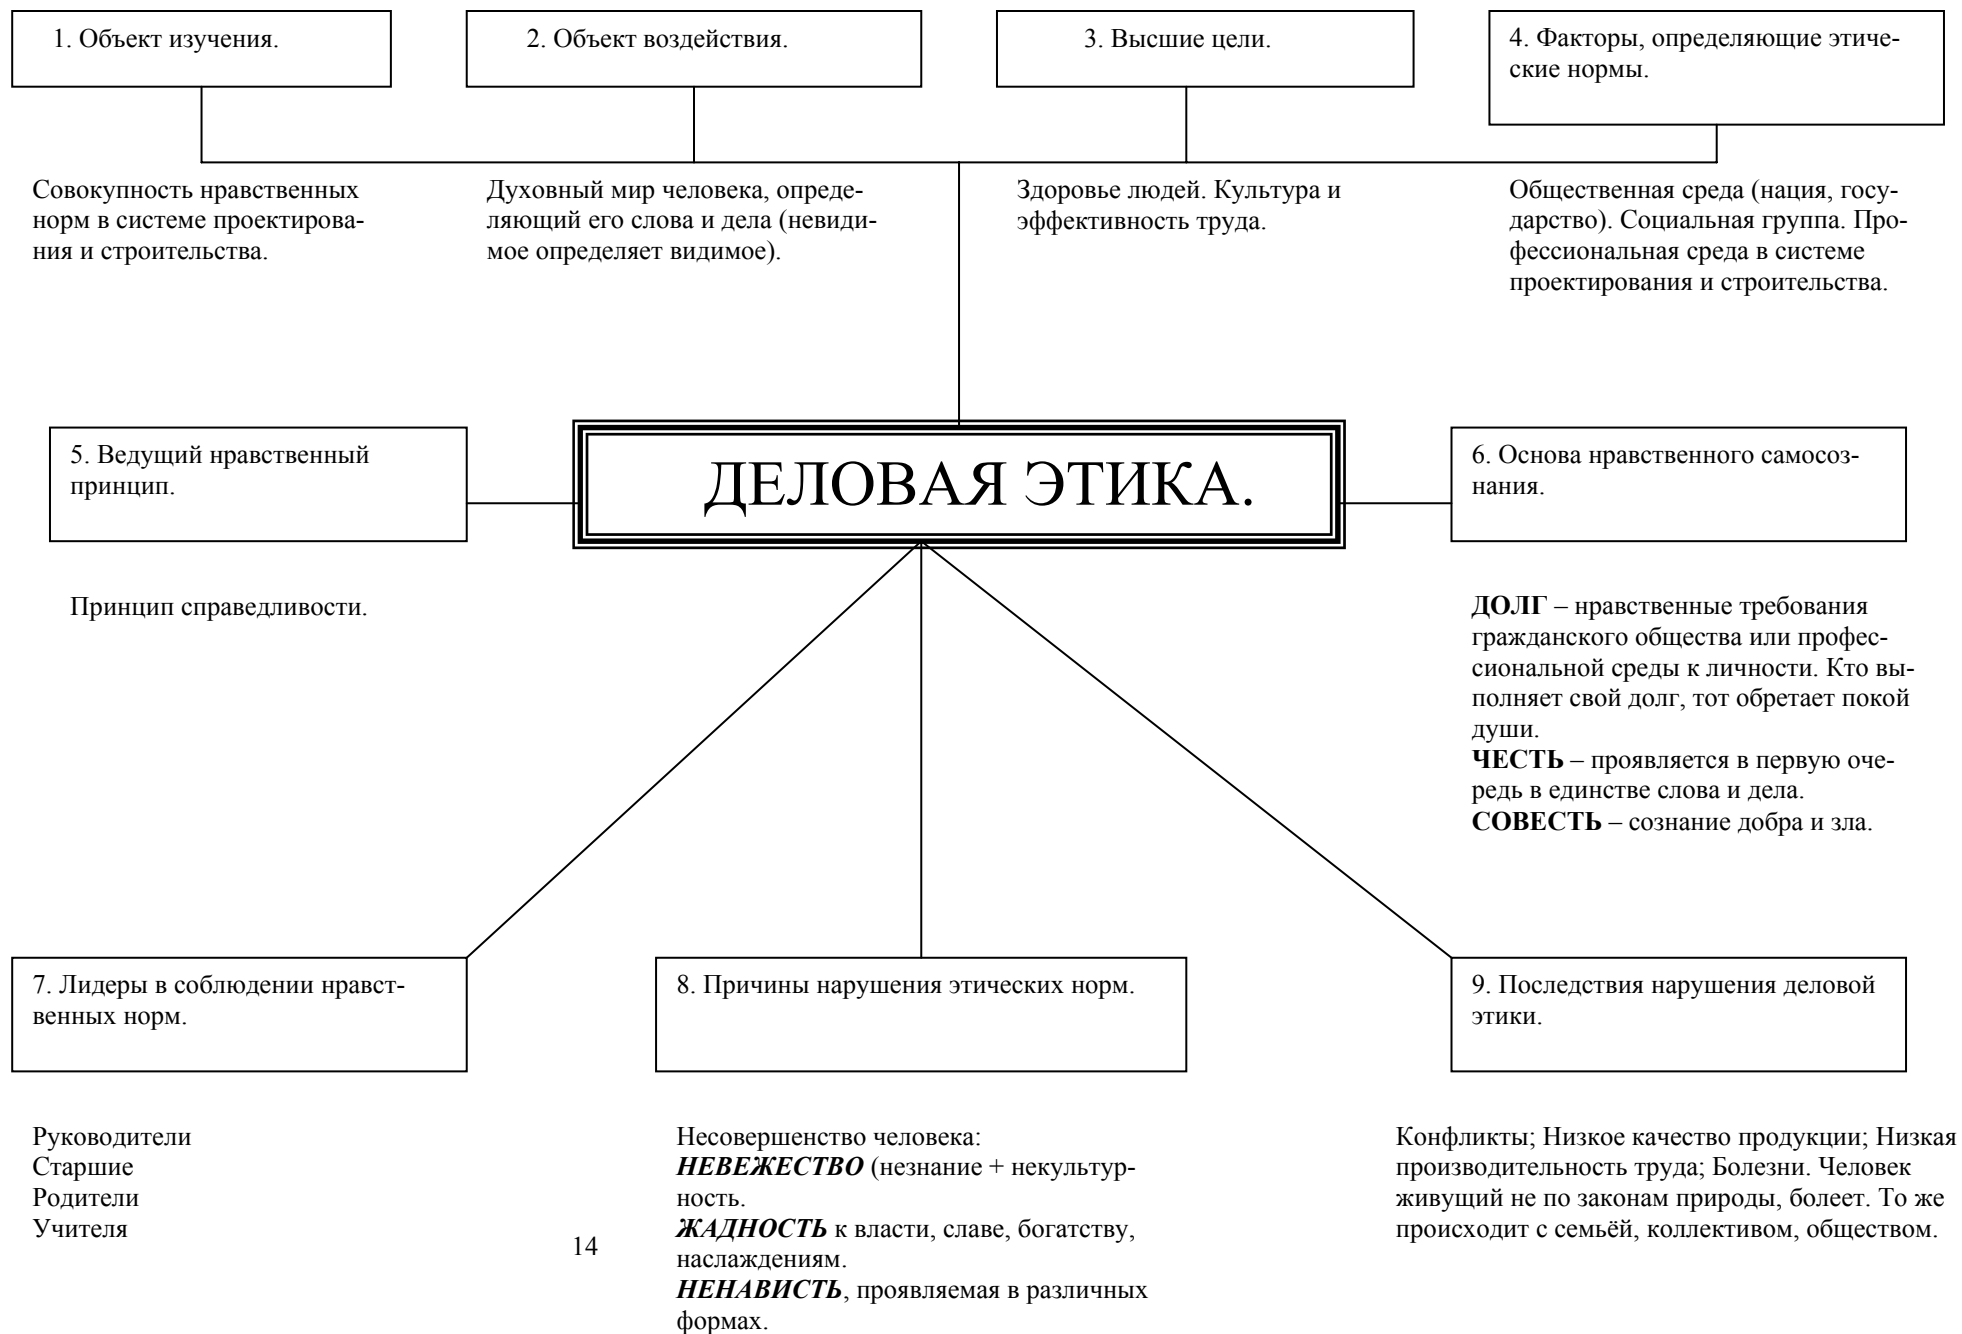 1. Объект изучения.
2. Объект воздействия.
3. Высшие цели.
4. Факторы, определяющие этиче-
ские нормы.
Совокупность нравственных
норм в системе проектирова-
ния и строительства.
Духовный мир человека, опреде-
ляющий его слова и дела (невиди-
мое определяет видимое).
Здоровье людей. Культура и
эффективность труда.
Общественная среда (нация, госу-
дарство). Социальная группа. Про-
фессиональная среда в системе
проектирования и строительства.
5. Ведущий нравственный
принцип.
ДЕЛОВАЯ ЭТИКА.
6. Основа нравственного самосоз-
нания.
Принцип справедливости.
ДОЛГ – нравственные требования
гражданского общества или профес-
сиональной среды к личности. Кто вы-
полняет свой долг, тот обретает покой
души.
ЧЕСТЬ – проявляется в первую оче-
редь в единстве слова и дела.
СОВЕСТЬ – сознание добра и зла.
7. Лидеры в соблюдении нравст-
венных норм.
8. Причины нарушения этических норм.
9. Последствия нарушения деловой
этики.
Руководители
Старшие
Родители
Учителя
Несовершенство человека:
НЕВЕЖЕСТВО (незнание + некультур-
ность.
ЖАДНОСТЬ к власти, славе, богатству,
наслаждениям.
НЕНАВИСТЬ, проявляемая в различных
формах.
Конфликты; Низкое качество продукции; Низкая
производительность труда; Болезни. Человек
живущий не по законам природы, болеет. То же
происходит с семьёй, коллективом, обществом.
14